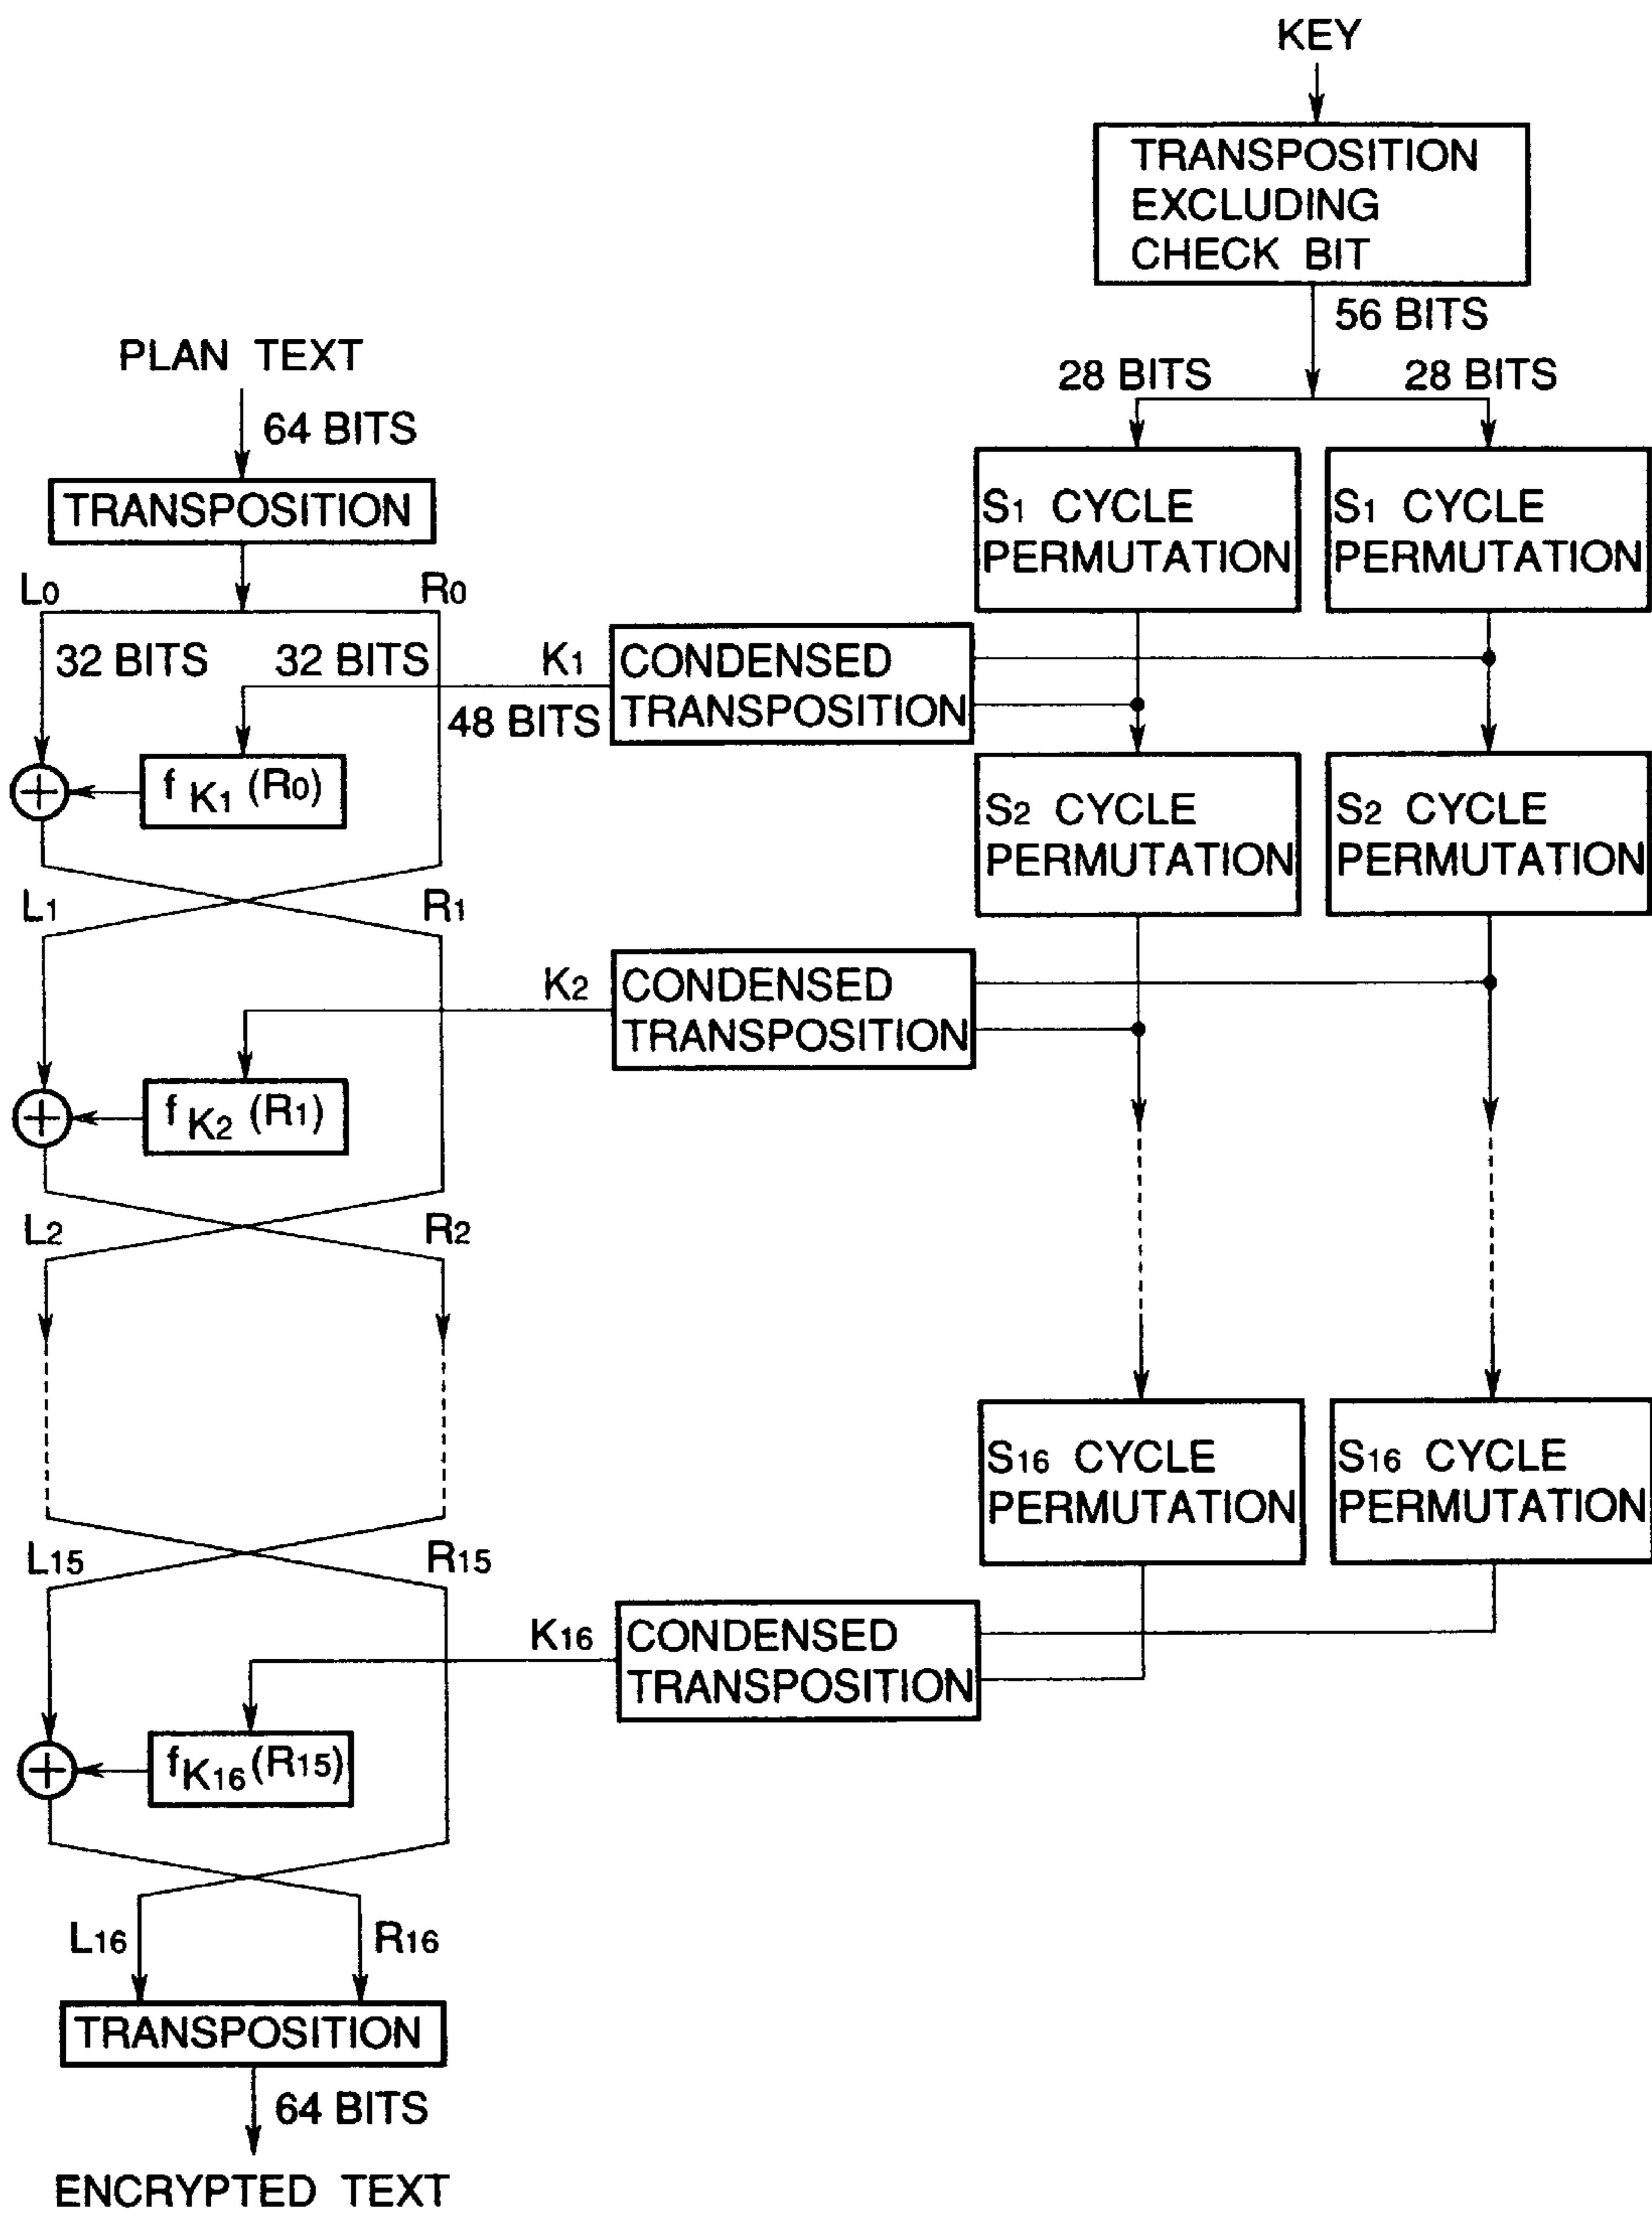 KEY
TRANSPOSITION
EXCLUDING
CHECK BIT
56 BITS
28 BITS 28 BITS
PLAN TEXT
64 BITS
TRANSPOSITION
S1 CYCLE
PERMUTATION
S1 CYCLE
PERMUTATION
L0 R0
32 BITS 32 BITS
K1
48 BITS
CONDENSED
TRANSPOSITION
f K1 (R0)
S2 CYCLE
PERMUTATION
S2 CYCLE
PERMUTATION
L1 R1
K2
CONDENSED
TRANSPOSITION
f K2 (R1)
L2 R2
S16 CYCLE
PERMUTATION
S16 CYCLE
PERMUTATION
L15 R15
K16
CONDENSED
TRANSPOSITION
f K16 (R15)
L16 R16
TRANSPOSITION
64 BITS
ENCRYPTED TEXT